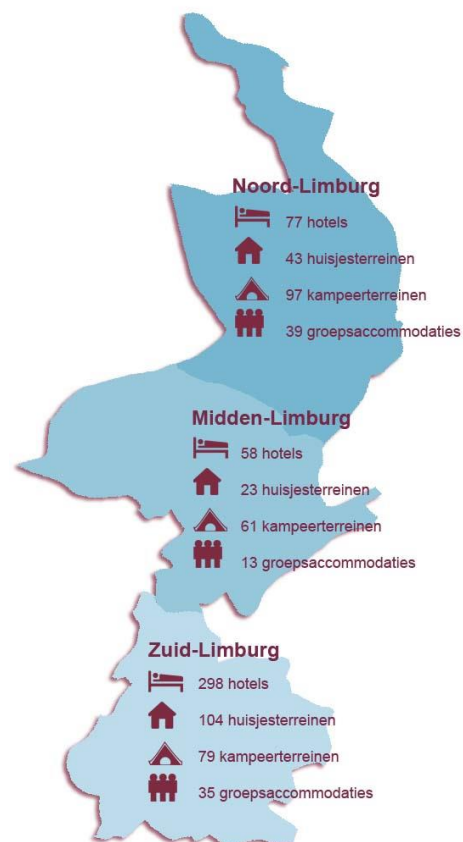 Noord-Limburg
77 hotels
43 huisjesterreinen
97 kampeerterreinen
39 groepsaccommodaties
Midden-Limburg
58 hotels
23 huisjesterreinen
61 kampeerterreinen
13 groepsaccommodaties
Zuid-Limburg
298 hotels
104 huisjesterreinen
79 kampeerterreinen
35 groepsaccommodaties